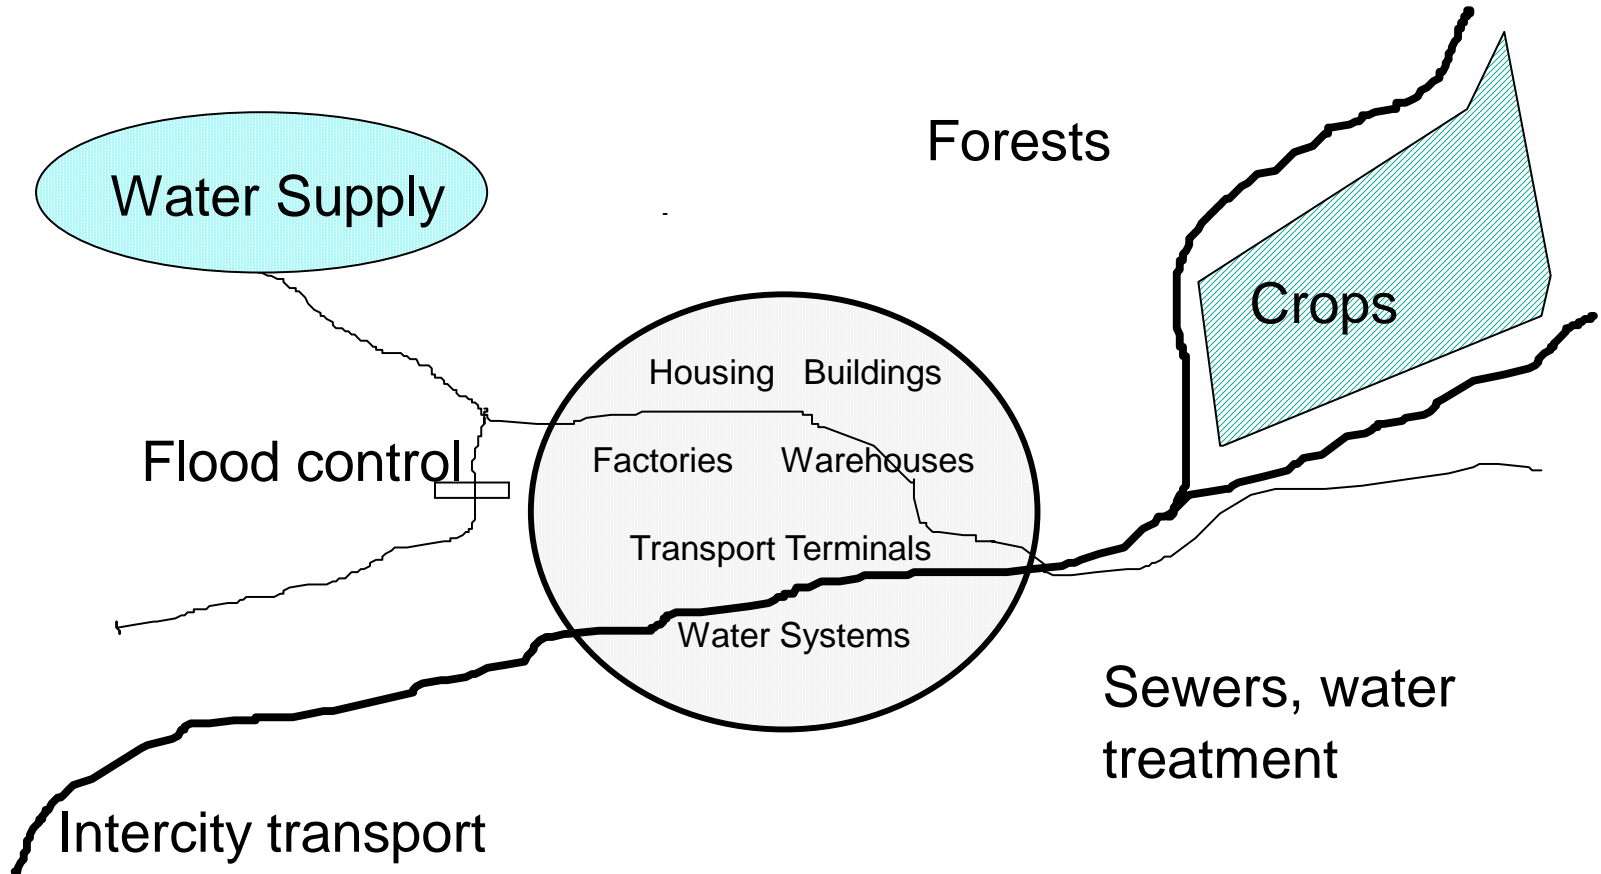 Forests
Water Supply
Crops
Housing Buildings
Flood control
Factories Warehouses
Transport Terminals
Water Systems
Sewers, water
treatment
Intercity transport